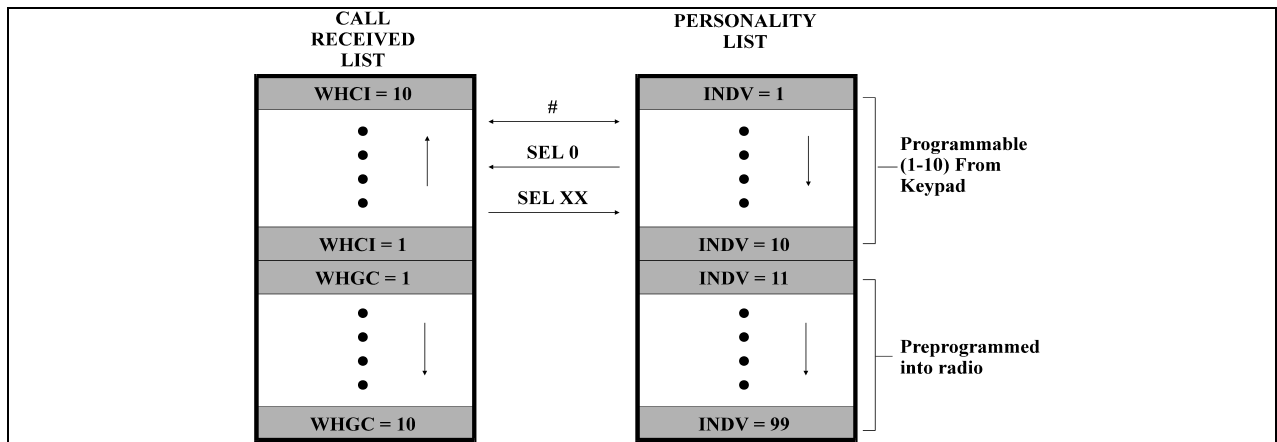 CALL
RECEIVED
LIST
PERSONALITY
LIST
WHCI = 10
INDV = 1
#
SEL 0
SEL XX
Programmable
(1-10) From
Keypad
WHCI = 1
INDV = 10
WHGC = 1
INDV = 11
Preprogrammed
into radio
WHGC = 10
INDV = 99